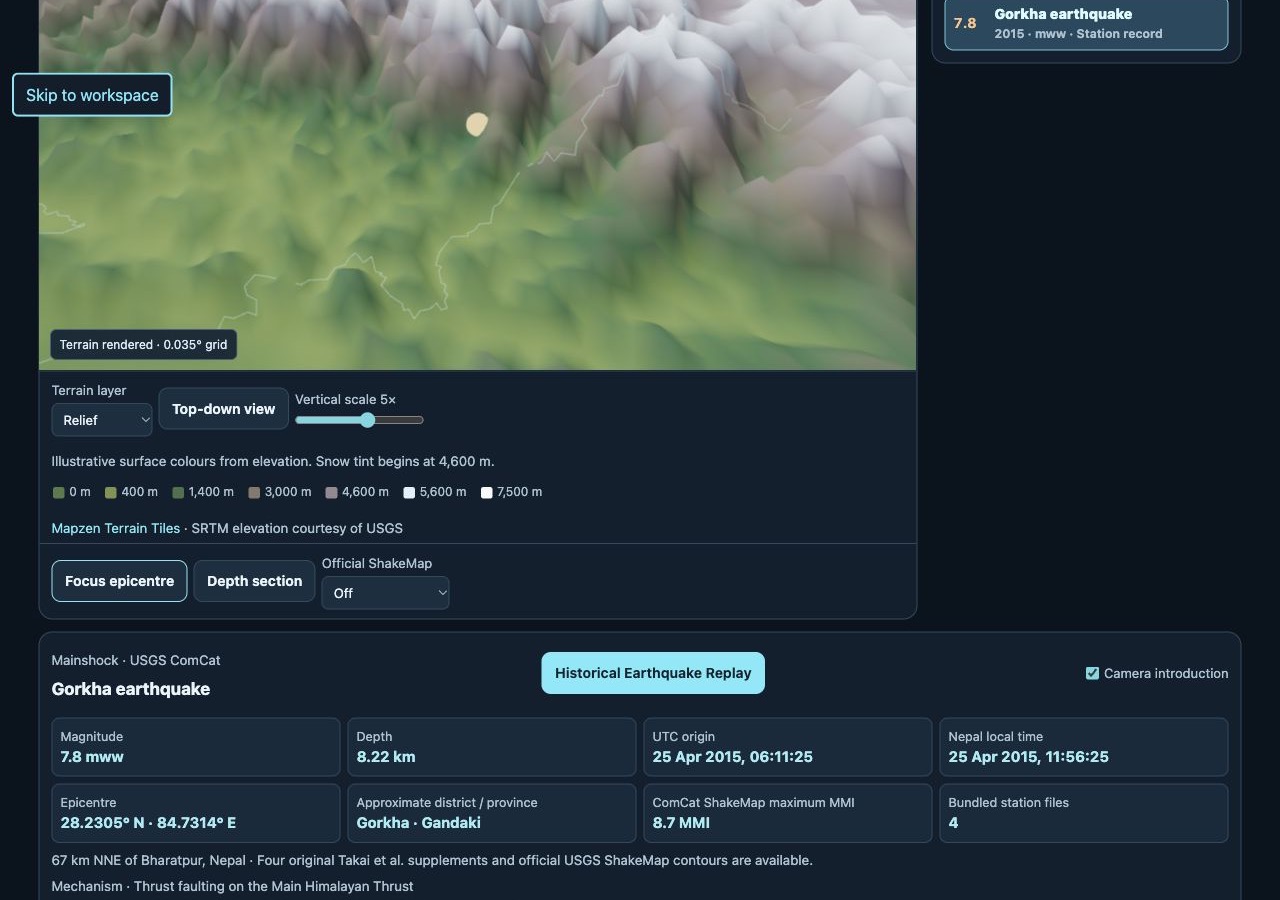 7.8
Gorkha earthquake
2015 · mww · Station record
Skip to workspace
Terrain rendered · 0.035° grid
Terrain layer
Relief
Top-down view
Vertical scale 5×
Illustrative surface colours from elevation. Snow tint begins at 4,600 m.
0 m 400 m 1,400 m 3,000 m 4,600 m 5,600 m 7,500 m
Mapzen Terrain Tiles · SRTM elevation courtesy of USGS
Focus epicentre
Depth section
Official ShakeMap
Off
Mainshock · USGS ComCat
Gorkha earthquake
Historical Earthquake Replay
Camera introduction
Magnitude
7.8 mww
Depth
8.22 km
UTC origin
25 Apr 2015, 06:11:25
Nepal local time
25 Apr 2015, 11:56:25
Epicentre
28.2305° N · 84.7314° E
Approximate district / province
Gorkha · Gandaki
ComCat ShakeMap maximum MMI
8.7 MMI
Bundled station files
4
67 km NNE of Bharatpur, Nepal · Four original Takai et al. supplements and official USGS ShakeMap contours are available.
Mechanism · Thrust faulting on the Main Himalayan Thrust